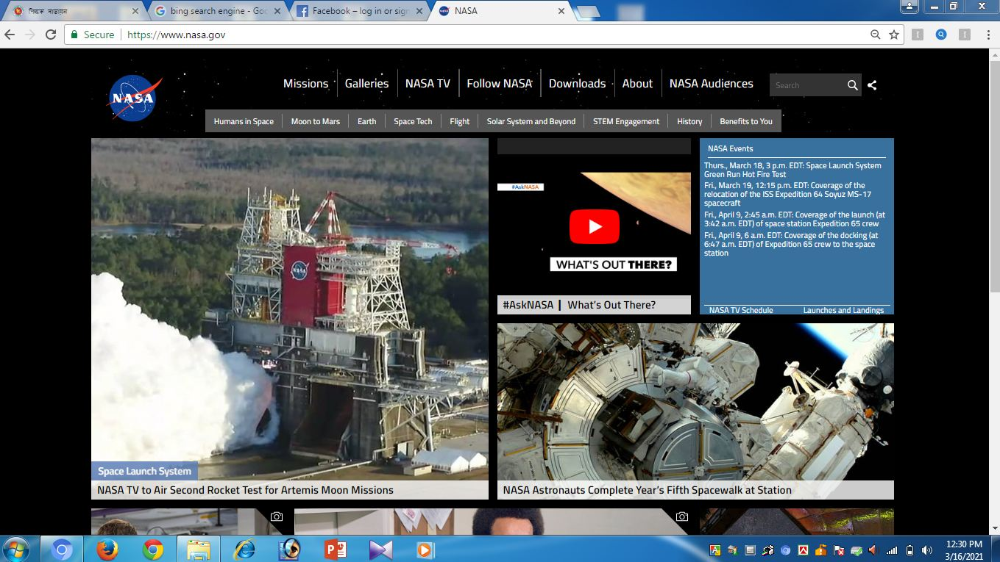 শিক্ষক বাতায়ন
bing search engine - Goo
Facebook – log in or sign
NASA
Secure
https://www.nasa.gov
NASA
Missions
Galleries
NASA TV
Follow NASA
Downloads
About
NASA Audiences
Search
Humans in Space
Moon to Mars
Earth
Space Tech
Flight
Solar System and Beyond
STEM Engagement
History
Benefits to You
NASA
Space Launch System
NASA TV to Air Second Rocket Test for Artemis Moon Missions
#AskNASA
WHAT'S OUT THERE?
#AskNASA┃ What's Out There?
NASA Events
Thurs., March 18, 3 p.m. EDT: Space Launch System
Green Run Hot Fire Test
Fri., March 19, 12:15 p.m. EDT: Coverage of the
relocation of the ISS Expedition 64 Soyuz MS-17
spacecraft
Fri., April 9, 2:45 a.m. EDT: Coverage of the launch (at
3:42 a.m. EDT) of space station Expedition 65 crew
Fri., April 9, 6 a.m. EDT: Coverage of the docking (at
6:47 a.m. EDT) of Expedition 65 crew to the space
station
NASA TV Schedule
Launches and Landings
NASA Astronauts Complete Year's Fifth Spacewalk at Station
12:30 PM
3/16/2021